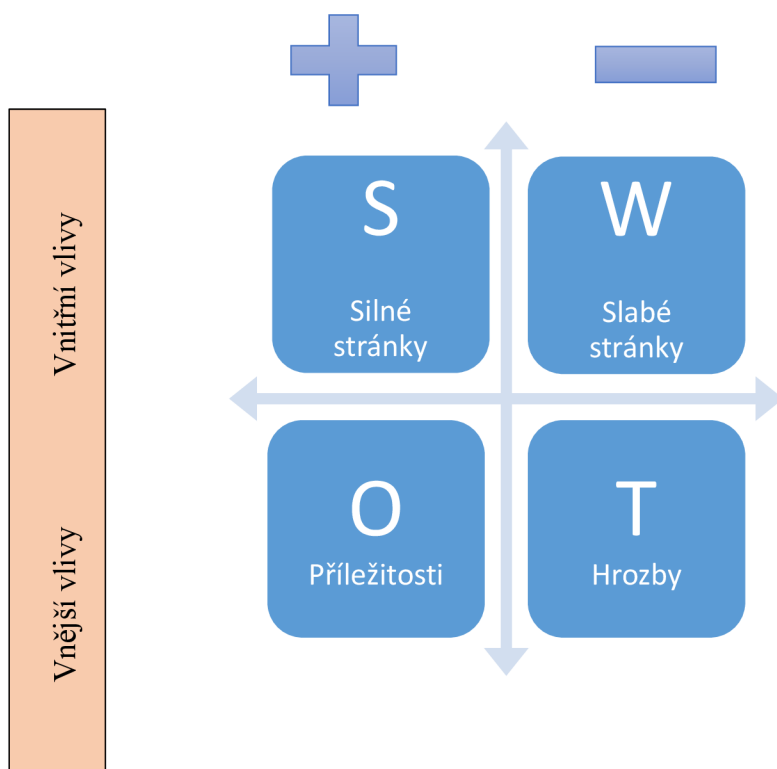 Vnitřní vlivy
S
Silné
stránky
W
Slabé
stránky
Vnější vlivy
O
Příležitosti
T
Hrozby